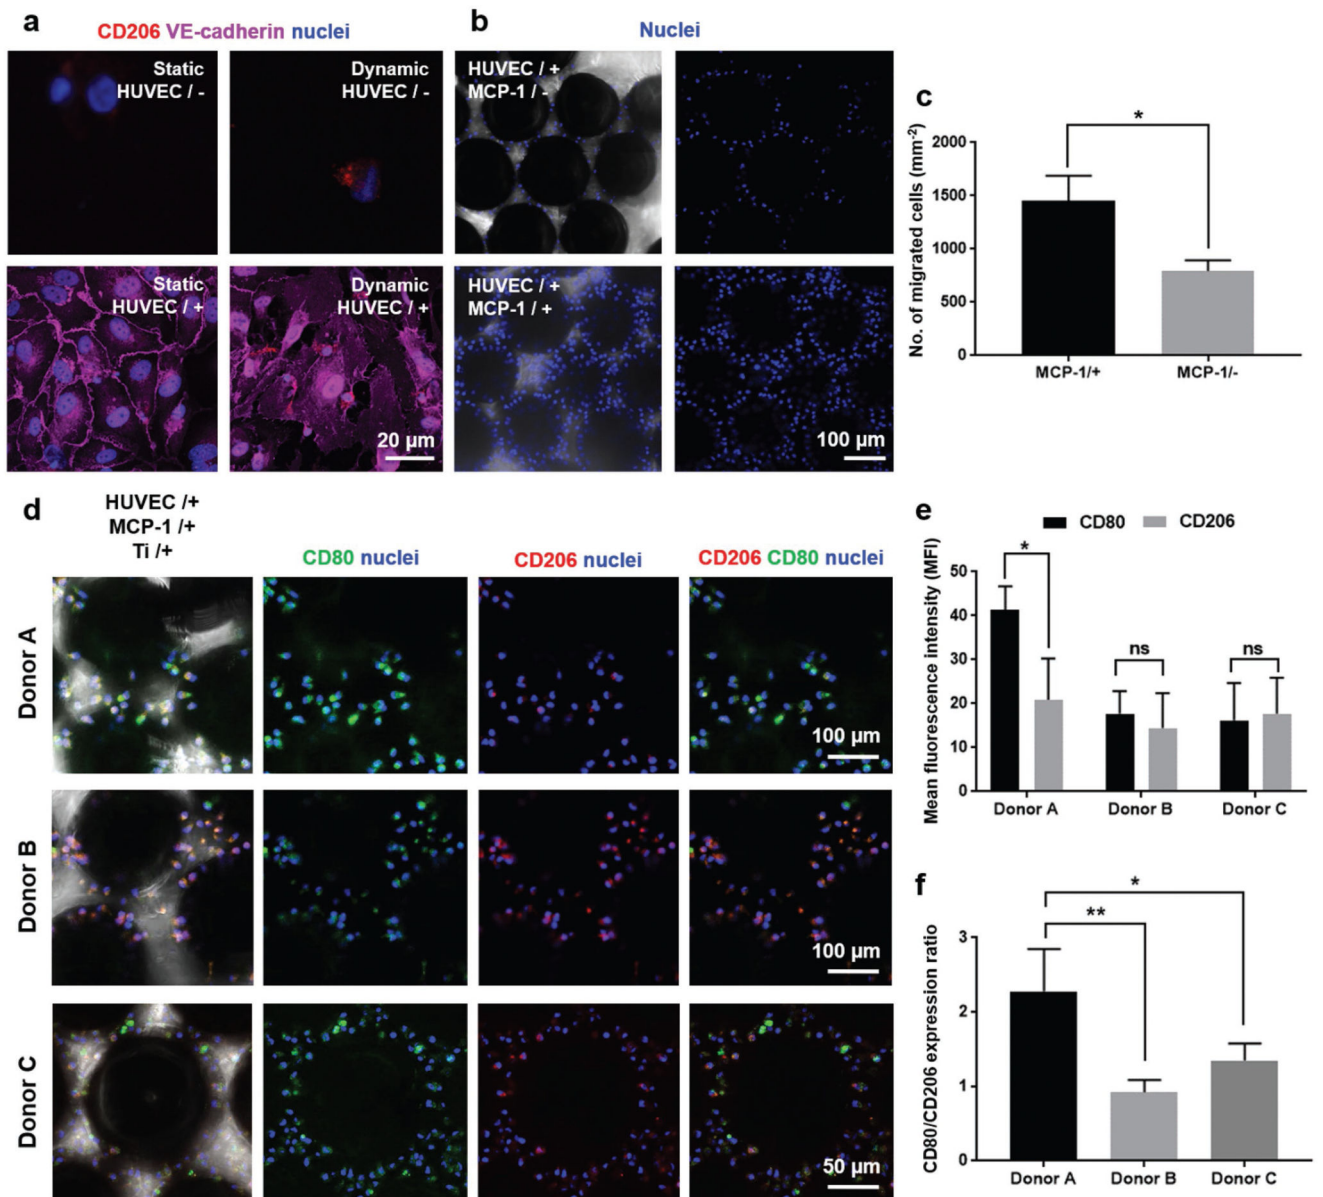 a
CD206 VE-cadherin nuclei
Static
HUVEC / -
Dynamic
HUVEC / -
Static
HUVEC / +
Dynamic
HUVEC / +
20 µm
b
Nuclei
HUVEC / +
MCP-1 / -
HUVEC / +
MCP-1 / +
100 µm
c
No. of migrated cells (mm-2)
2000
1500
1000
500
0
*
MCP-1/+
MCP-1/-
d
HUVEC /+
MCP-1 /+
Ti /+
CD80 nuclei
CD206 nuclei
CD206 CD80 nuclei
Donor A
100 µm
Donor B
100 µm
Donor C
50 µm
e
CD80
CD206
Mean fluorescence intensity (MFI)
50
40
30
20
10
0
*
ns
ns
Donor A
Donor B
Donor C
f
CD80/CD206 expression ratio
3
2
1
0
*
**
Donor A
Donor B
Donor C